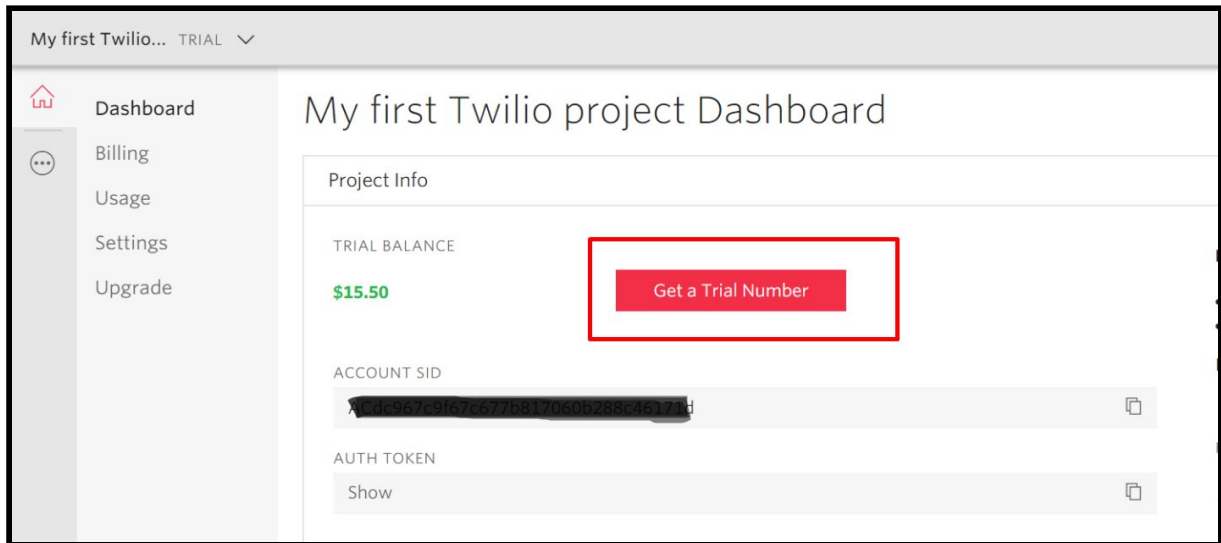 My first Twilio... TRIAL
Dashboard
Billing
Usage
Settings
Upgrade
My first Twilio project Dashboard
Project Info
TRIAL BALANCE
$15.50
Get a Trial Number
ACCOUNT SID
AUTH TOKEN
Show